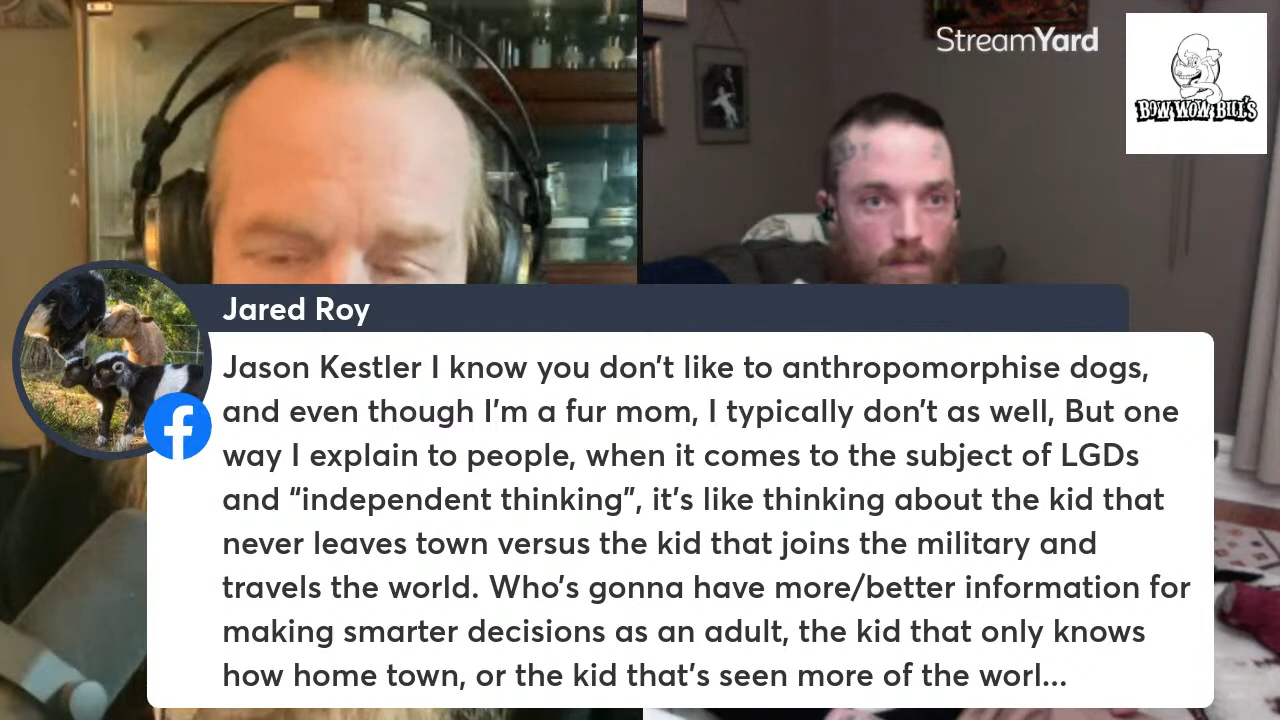 StreamYard
BOW WOW BILL'S
Jared Roy
Jason Kestler I know you don't like to anthropomorphise dogs,
and even though I'm a fur mom, I typically don't as well, But one
way I explain to people, when it comes to the subject of LGDs
and “independent thinking”, it's like thinking about the kid that
never leaves town versus the kid that joins the military and
travels the world. Who's gonna have more/better information for
making smarter decisions as an adult, the kid that only knows
how home town, or the kid that's seen more of the worl...